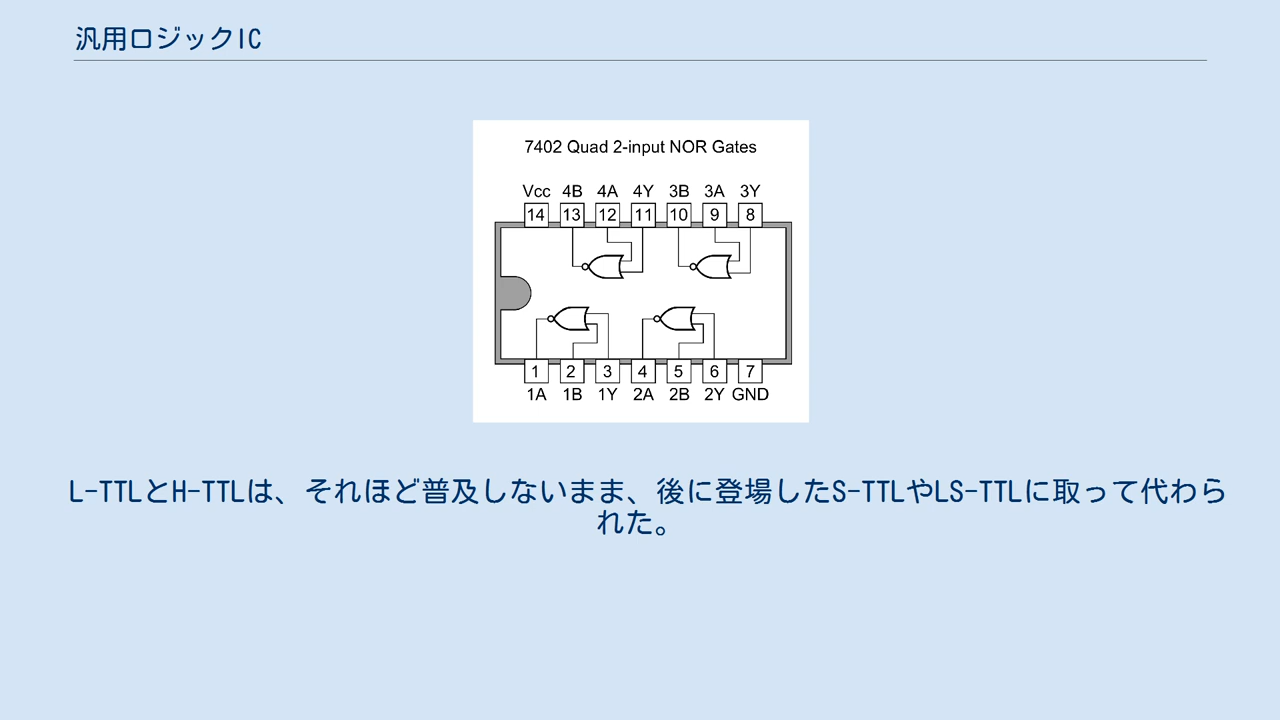 汎用ロジックIC
7402 Quad 2-input NOR Gates
Vcc 4B 4A 4Y 3B 3A 3Y
14 13 12 11 10 9 8
1 2 3 4 5 6 7
1A 1B 1Y 2A 2B 2Y GND
L-TTLとH-TTLは、それほど普及しないまま、後に登場したS-TTLやLS-TTLに取って代わら
れた。